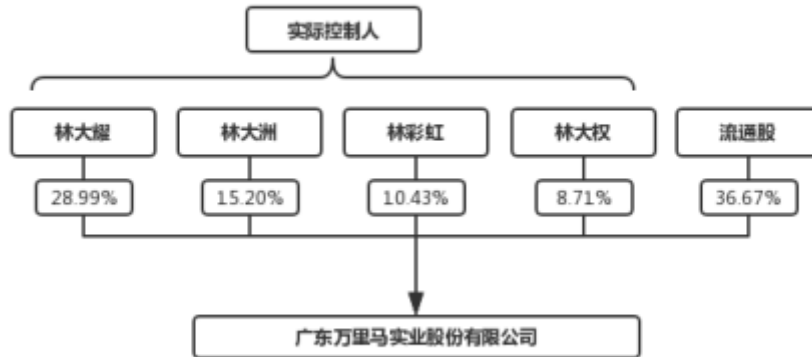 实际控制人
林大耀
林大洲
林彩虹
林大权
流通股
28.99%
15.20%
10.43%
8.71%
36.67%
广东万里马实业股份有限公司